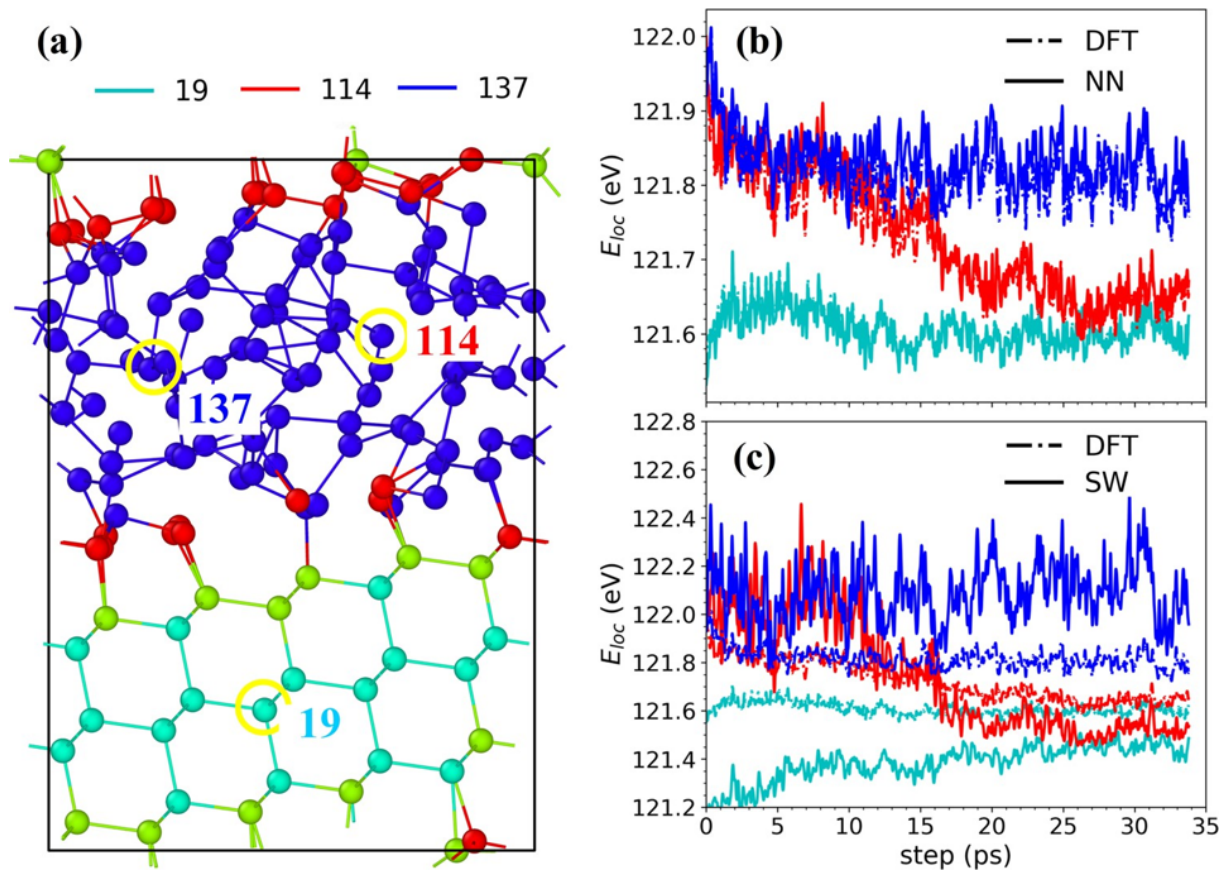 (a)
19 114 137
114
137
19
(b)
DFT
NN
122.0
121.9
121.8
121.7
121.6
E_loc (eV)
(c)
DFT
SW
122.8
122.6
122.4
122.2
122.0
121.8
121.6
121.4
121.2
E_loc (eV)
0 5 10 15 20 25 30 35
step (ps)